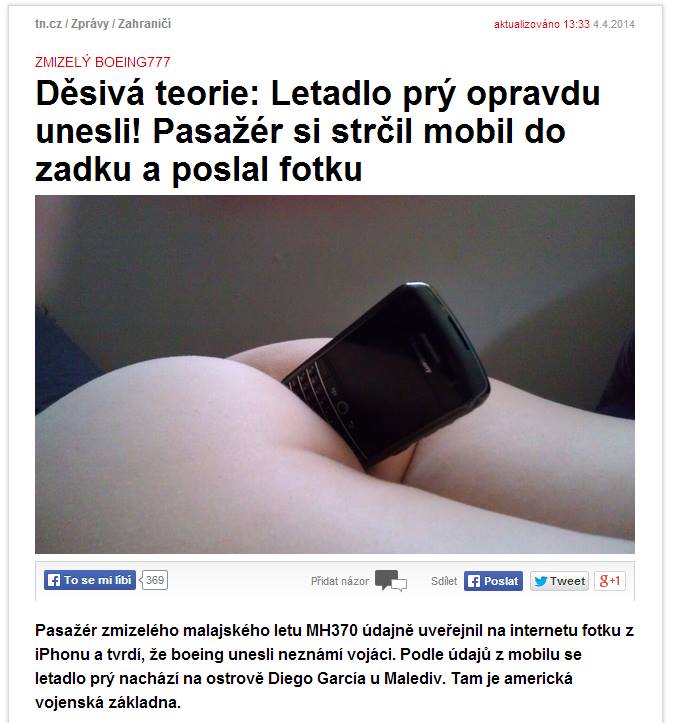 tn.cz / Zprávy / Zahraničí
aktualizováno 13:33 4.4.2014
ZMIZELÝ BOEING777
Děsivá teorie: Letadlo prý opravdu
unesli! Pasažér si strčil mobil do
zadku a poslal fotku
To se mi líbí 369
Přidat názor
Sdílet
Poslat
Tweet
g+1
Pasažér zmizelého malajského letu MH370 údajně uveřejnil na internetu fotku z
iPhonu a tvrdí, že boeing unesli neznámí vojáci. Podle údajů z mobilu se
letadlo prý nachází na ostrově Diego García u Malediv. Tam je americká
vojenská základna.